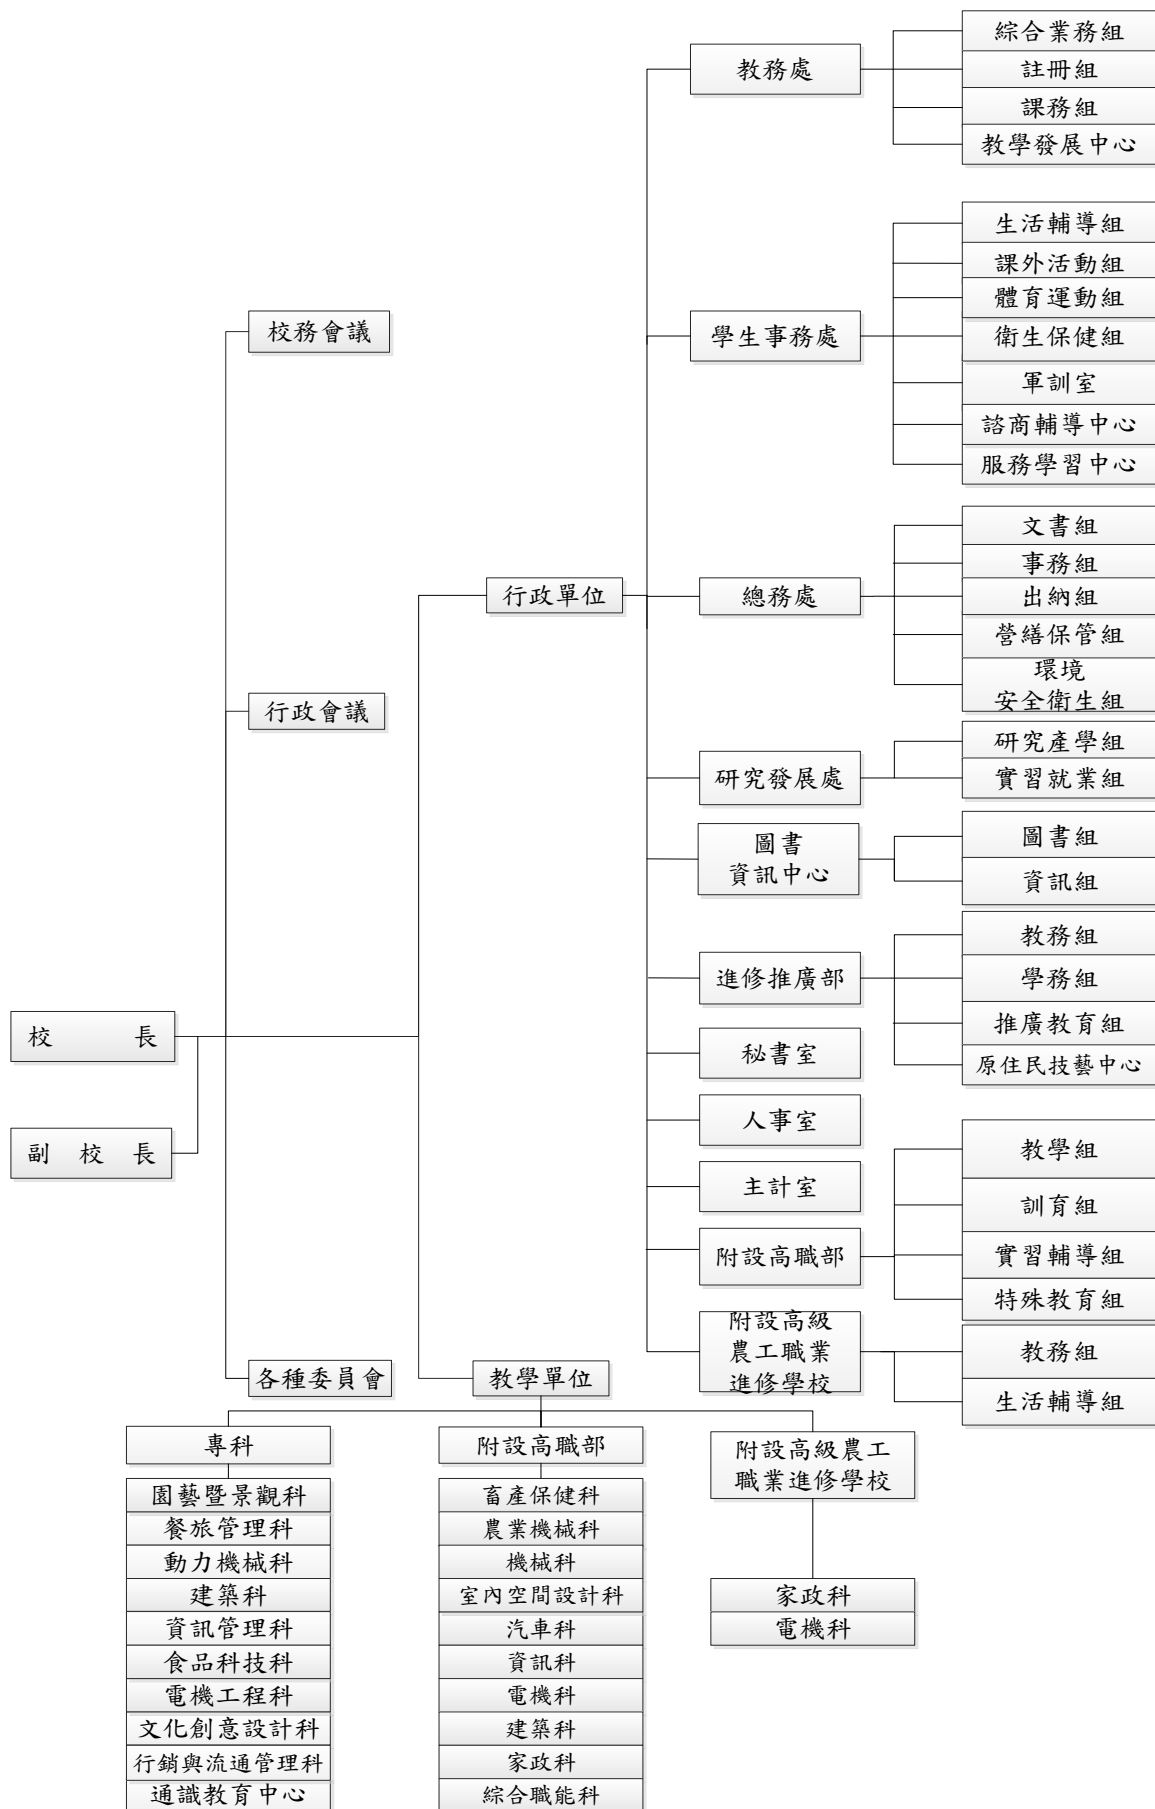 校長
副校長
校務會議
行政會議
各種委員會
行政單位
教務處
綜合業務組
註冊組
課務組
教學發展中心
學生事務處
生活輔導組
課外活動組
體育運動組
衛生保健組
軍訓室
諮商輔導中心
服務學習中心
總務處
文書組
事務組
出納組
營繕保管組
環境
安全衛生組
研究發展處
研究產學組
實習就業組
圖書
資訊中心
圖書組
資訊組
進修推廣部
教務組
學務組
推廣教育組
原住民技藝中心
秘書室
人事室
主計室
附設高職部
教學組
訓育組
實習輔導組
特殊教育組
附設高級
農工職業
進修學校
教務組
生活輔導組
教學單位
專科
園藝暨景觀科
餐旅管理科
動力機械科
建築科
資訊管理科
食品科技科
電機工程科
文化創意設計科
行銷與流通管理科
通識教育中心
附設高職部
畜產保健科
農業機械科
機械科
室內空間設計科
汽車科
資訊科
電機科
建築科
家政科
綜合職能科
附設高級農工
職業進修學校
家政科
電機科